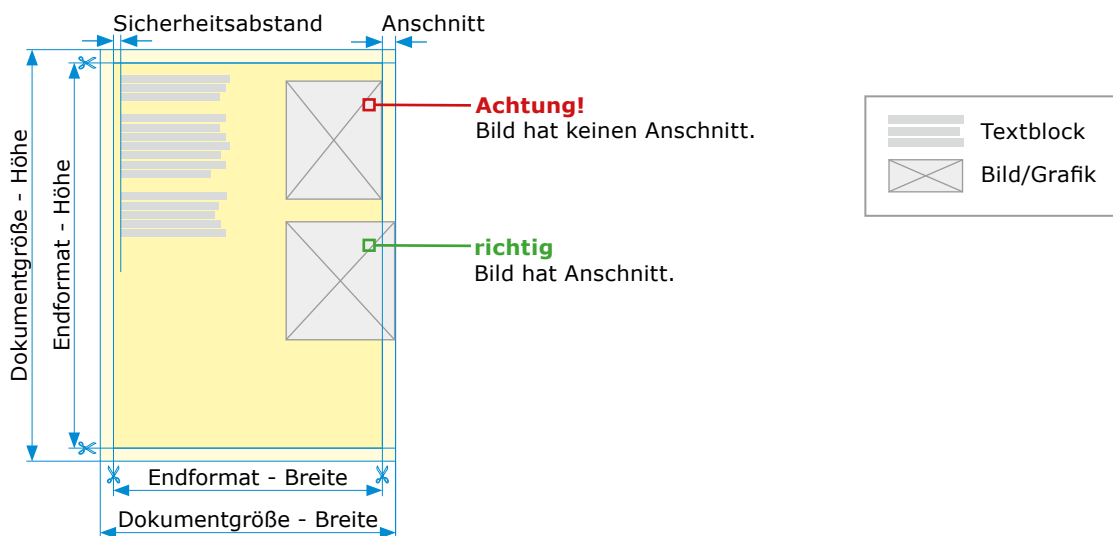 Sicherheitsabstand
Anschnitt
Dokumentgröße - Höhe
Endformat - Höhe
Achtung!
Bild hat keinen Anschnitt.
richtig
Bild hat Anschnitt.
Textblock
Bild/Grafik
Endformat - Breite
Dokumentgröße - Breite